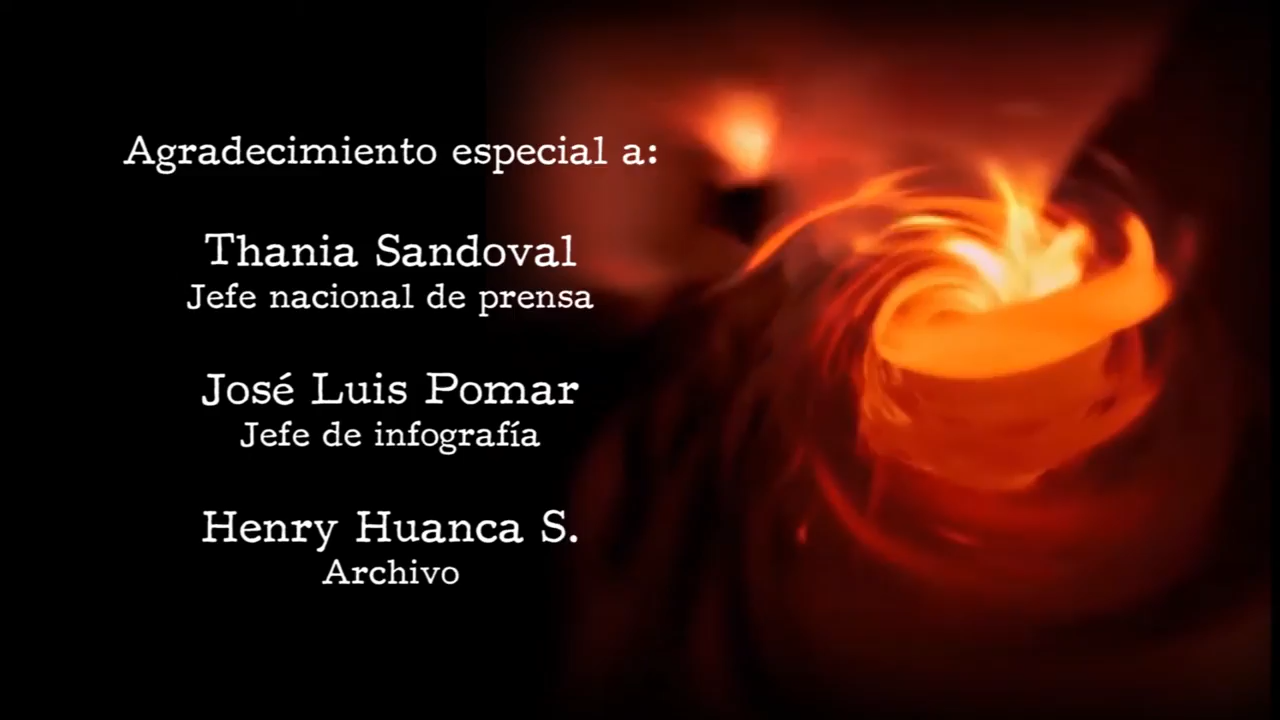 Agradecimiento especial a:
Thania Sandoval
Jefe nacional de prensa
José Luis Pomar
Jefe de infografía
Henry Huanca S.
Archivo